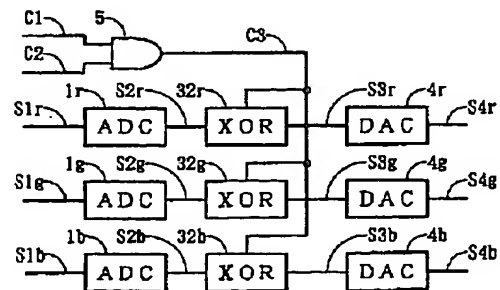 C1 5
C2 C3
S1r 1r S2r 32r S3r 4r S4r
ADC XOR DAC
S1g 1g S2g 32g S3g 4g S4g
ADC XOR DAC
S1b 1b S2b 32b S3b 4b S4b
ADC XOR DAC